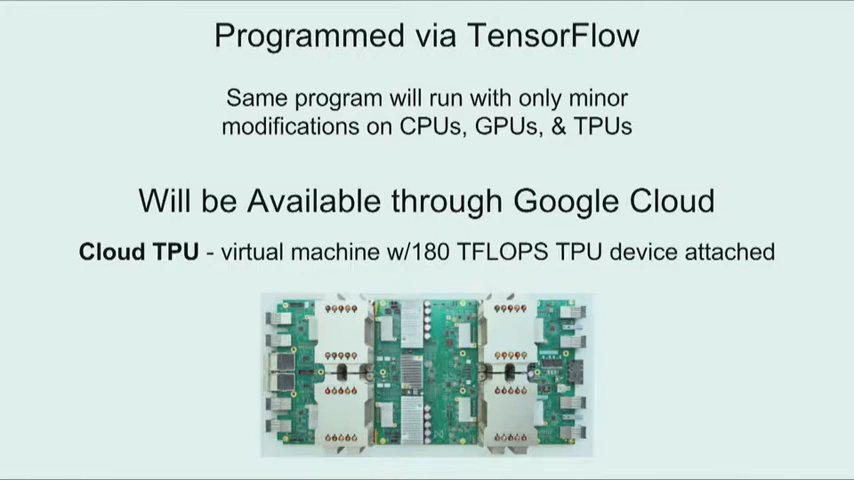 Programmed via TensorFlow
Same program will run with only minor
modifications on CPUs, GPUs, & TPUs
Will be Available through Google Cloud
Cloud TPU - virtual machine w/180 TFLOPS TPU device attached